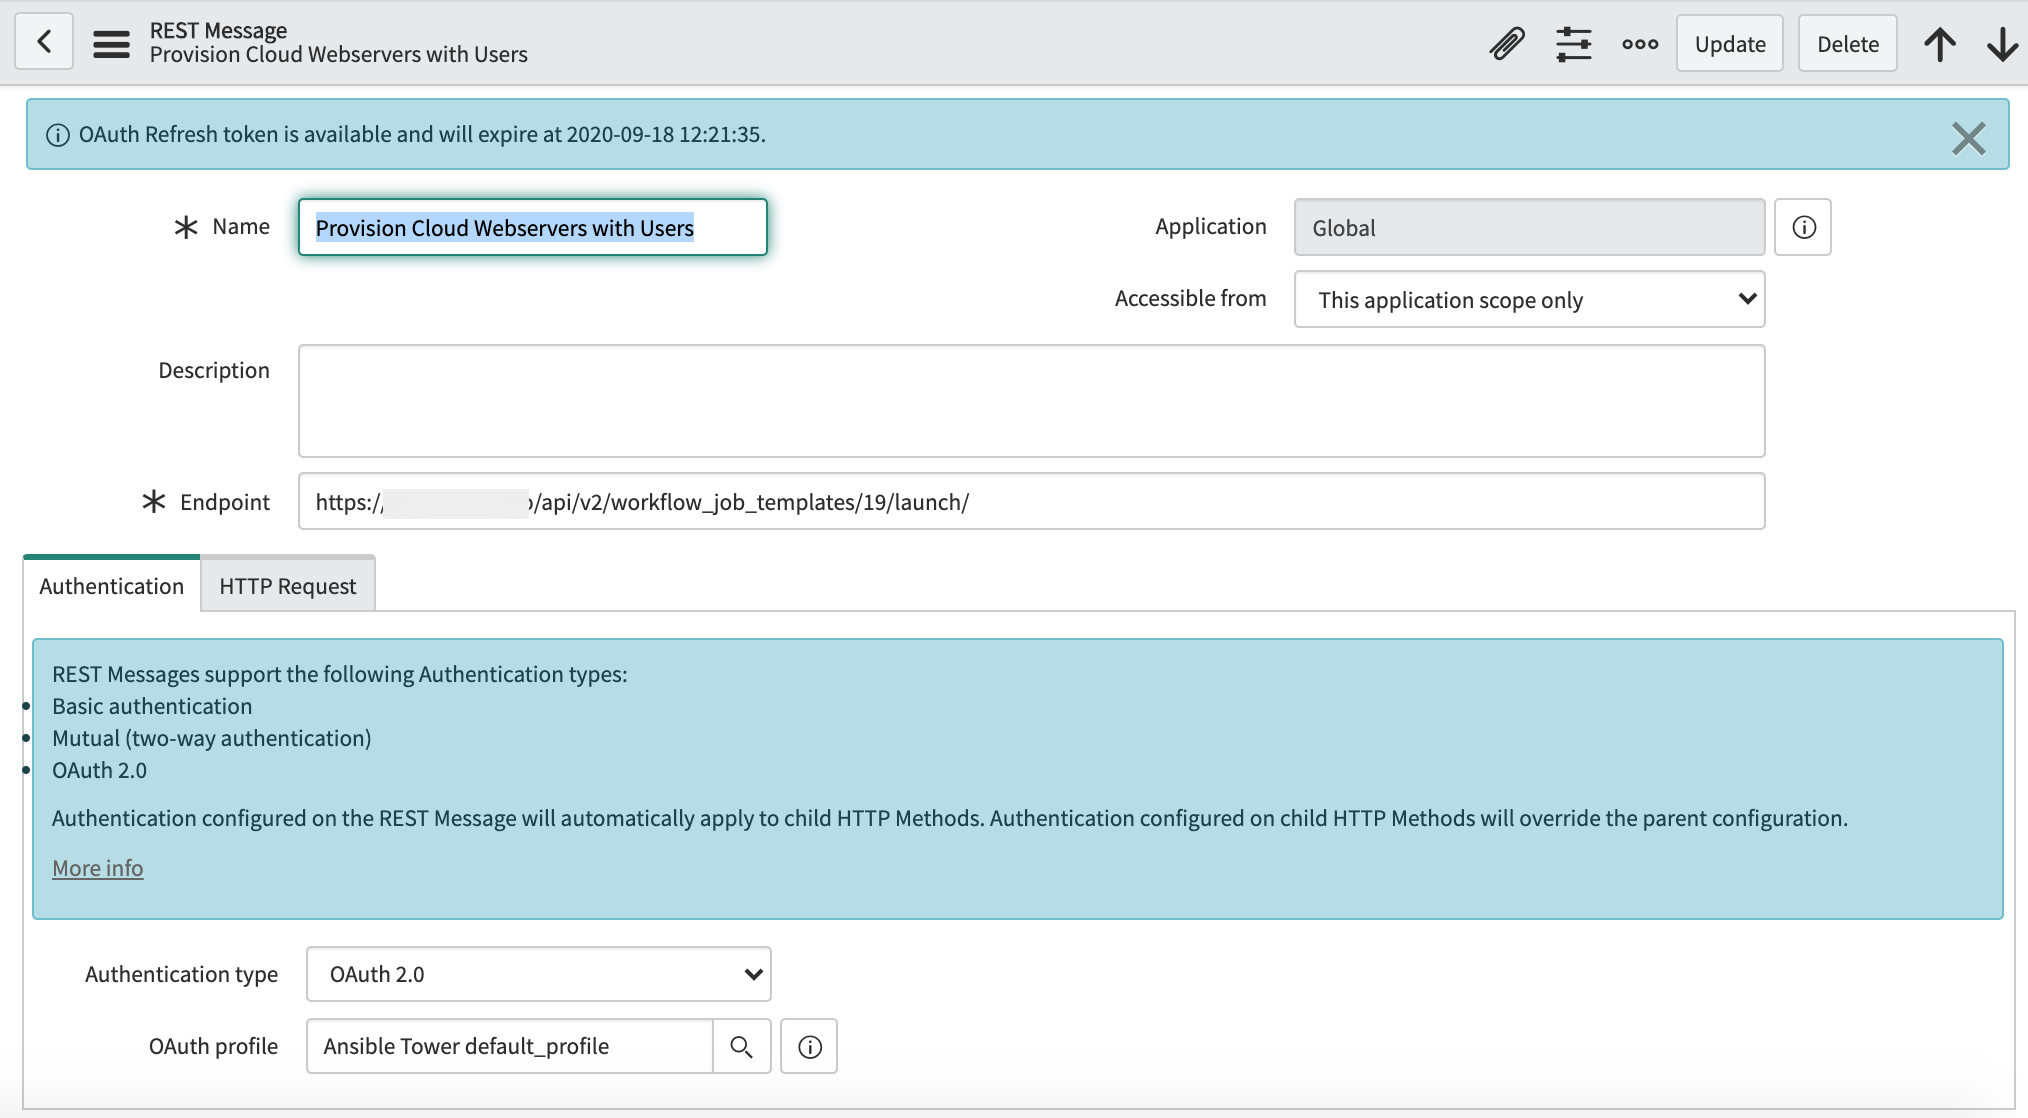 REST Message
Provision Cloud Webservers with Users
Update
Delete
OAuth Refresh token is available and will expire at 2020-09-18 12:21:35.
Name
Provision Cloud Webservers with Users
Application
Global
Accessible from
This application scope only
Description
Endpoint
https:// /api/v2/workflow_job_templates/19/launch/
Authentication
HTTP Request
REST Messages support the following Authentication types:
• Basic authentication
• Mutual (two-way authentication)
• OAuth 2.0
Authentication configured on the REST Message will automatically apply to child HTTP Methods. Authentication configured on child HTTP Methods will override the parent configuration.
More info
Authentication type
OAuth 2.0
OAuth profile
Ansible Tower default_profile